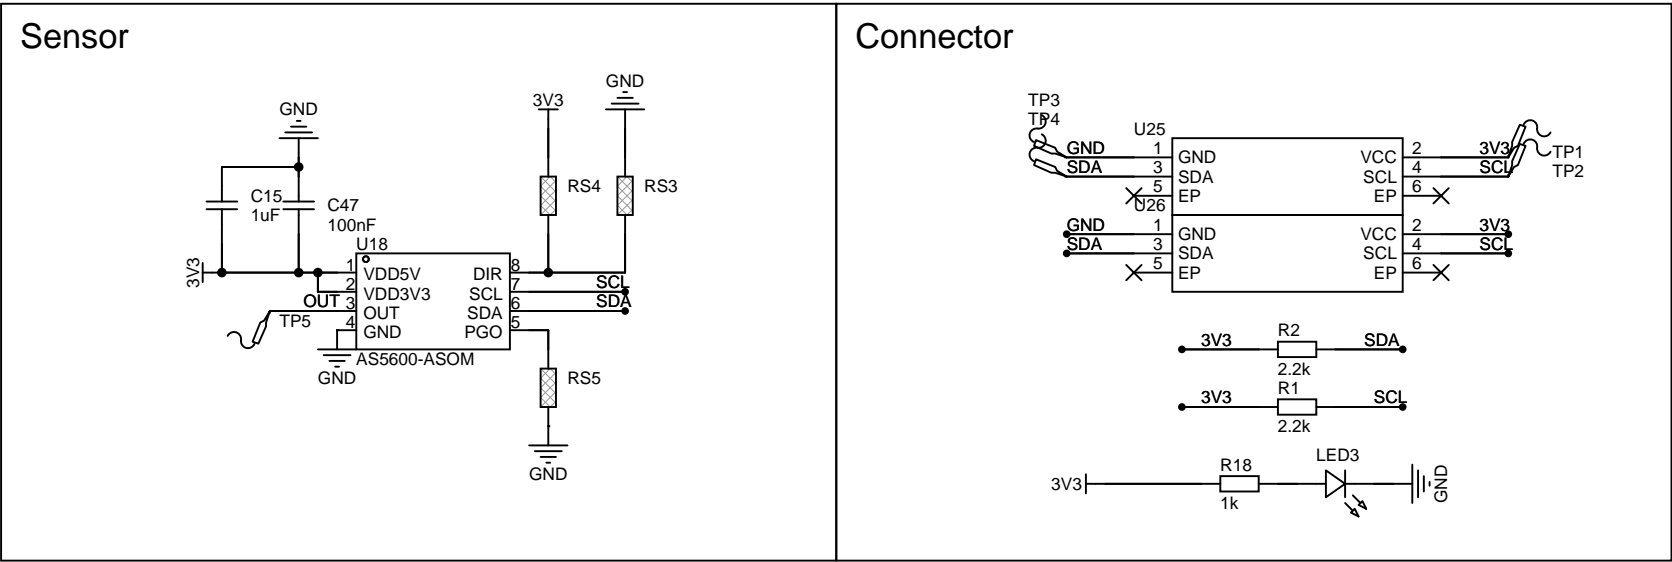 Sensor
GND
C15
1uF
C47
100nF
3V3
3V3
GND
RS4
RS3
U18
1 VDD5V DIR 8
2 VDD3V3 SCL 7 SCL
OUT 3 OUT SDA 6 SDA
4 GND PGO 5
TP5
AS5600-ASOM
GND
RS5
GND
Connector
TP3
TP4
U25
GND 1 GND VCC 2 3V3
SDA 3 SDA SCL 4 SCL
5 EP EP 6
TP1
TP2
U26
GND 1 GND VCC 2 3V3
SDA 3 SDA SCL 4 SCL
5 EP EP 6
R2
3V3 SDA
2.2k
R1
3V3 SCL
2.2k
R18 LED3
3V3 GND
1k